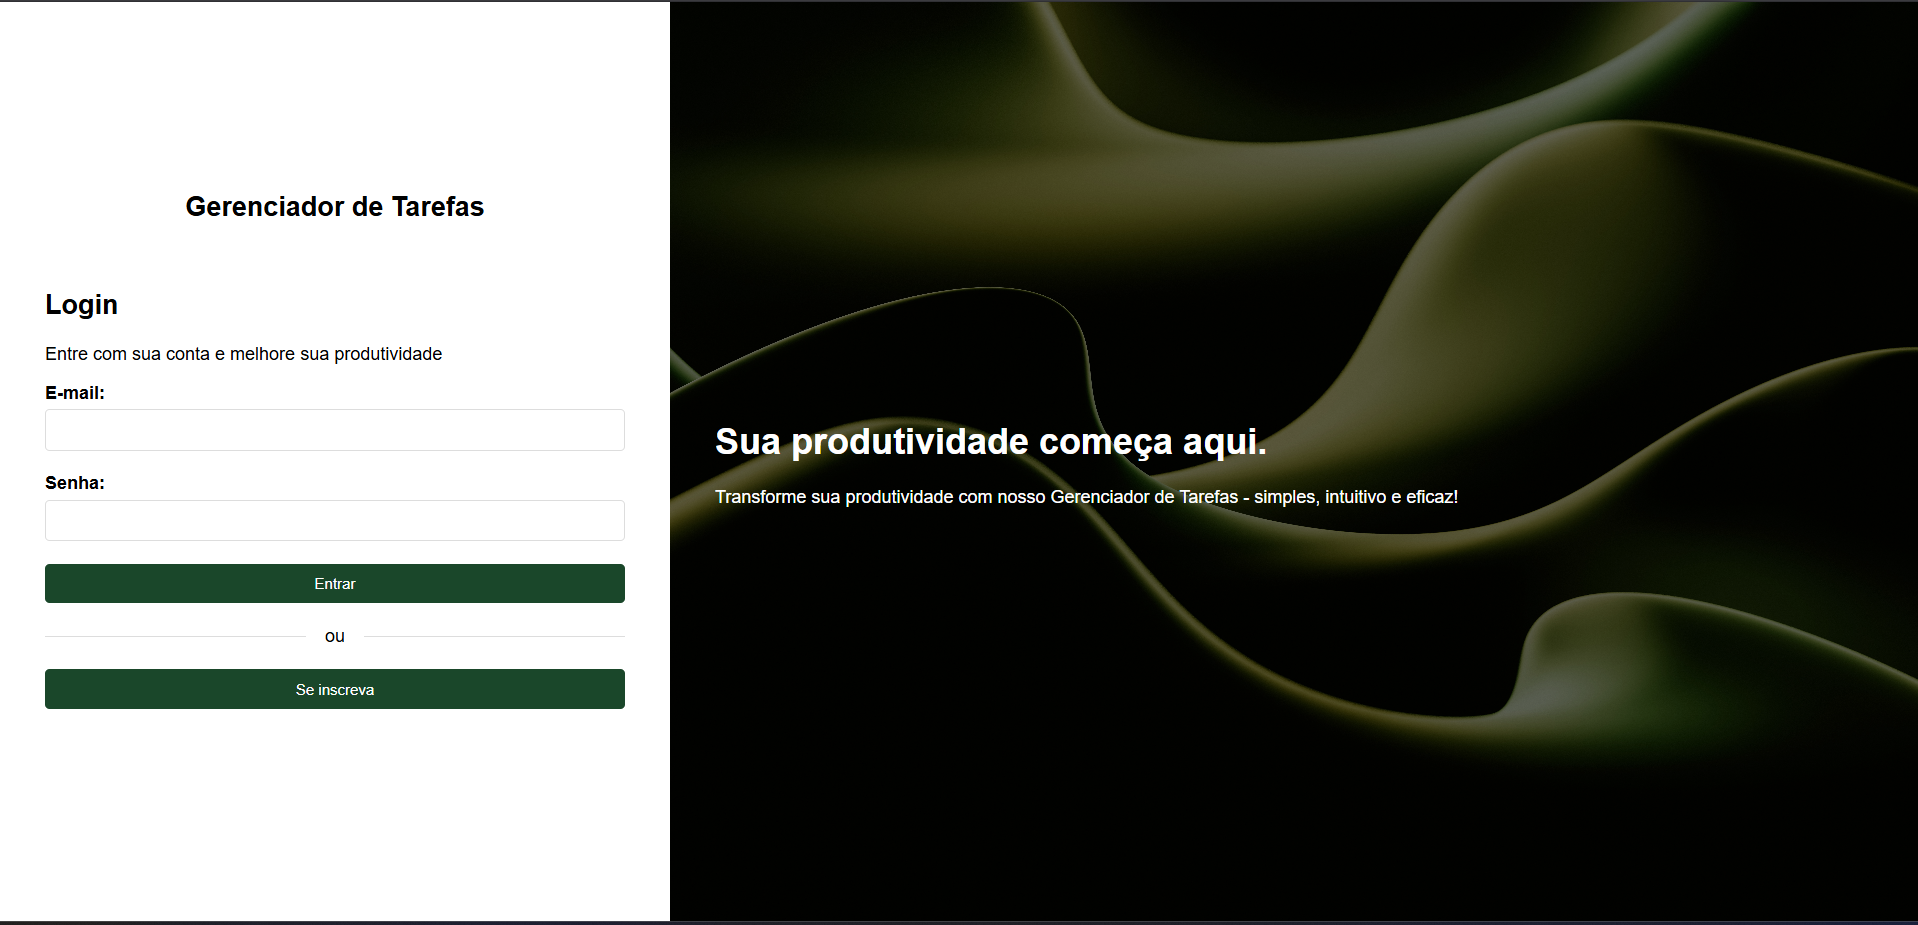 Gerenciador de Tarefas
Login
Entre com sua conta e melhore sua produtividade
E-mail:
Senha:
Entrar
ou
Se inscreva
Sua produtividade começa aqui.
Transforme sua produtividade com nosso Gerenciador de Tarefas - simples, intuitivo e eficaz!